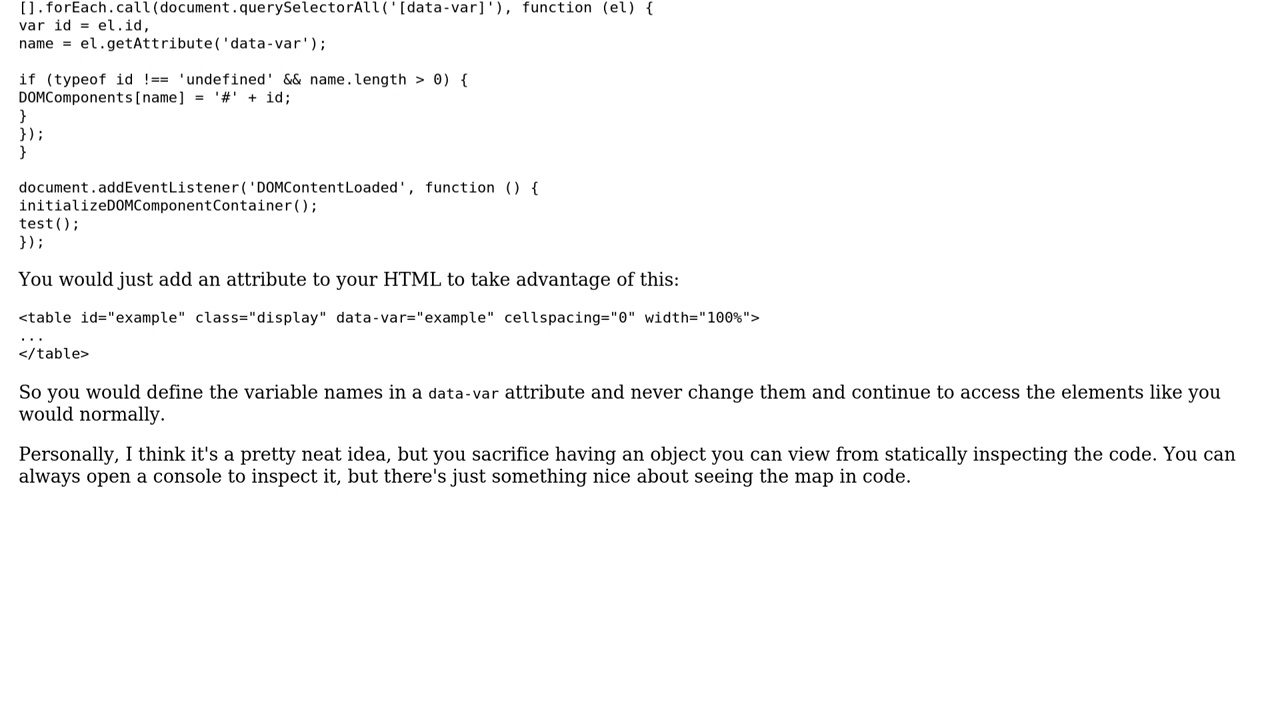 [].forEach.call(document.querySelectorAll('[data-var]'), function (el) {
var id = el.id,
name = el.getAttribute('data-var');
if (typeof id !== 'undefined' && name.length > 0) {
DOMComponents[name] = '#' + id;
}
});
}
document.addEventListener('DOMContentLoaded', function () {
initializeDOMComponentContainer();
test();
});
You would just add an attribute to your HTML to take advantage of this:
<table id="example" class="display" data-var="example" cellspacing="0" width="100%">
...
</table>
So you would define the variable names in a data-var attribute and never change them and continue to access the elements like you
would normally.
Personally, I think it's a pretty neat idea, but you sacrifice having an object you can view from statically inspecting the code. You can
always open a console to inspect it, but there's just something nice about seeing the map in code.